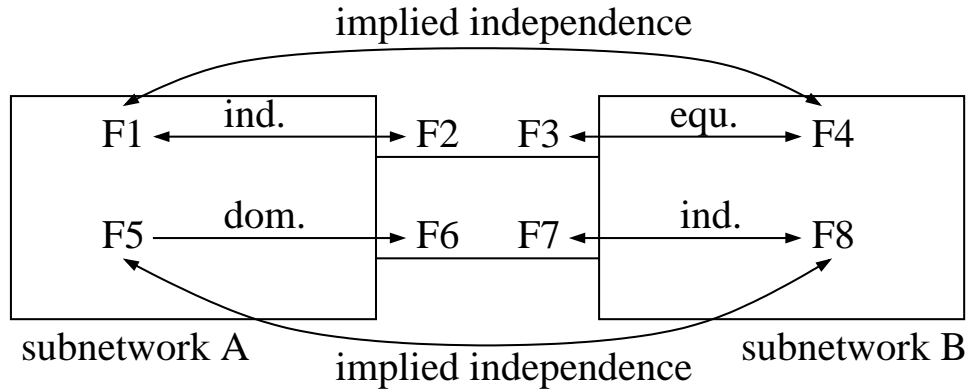 implied independence
ind.
equ.
F1 F2 F3 F4
dom.
ind.
F5 F6 F7 F8
subnetwork A
subnetwork B
implied independence